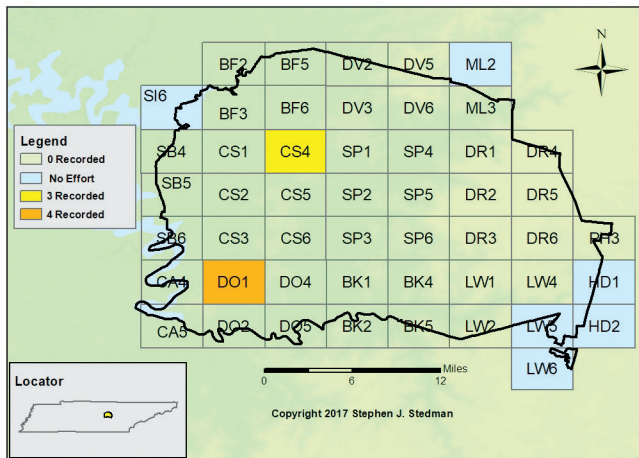 BF2 BF5 DV2 DV5 ML2 N
SI6 BF3 BF6 DV3 DV6 ML3
Legend
0 Recorded
No Effort
3 Recorded
4 Recorded
SB4 CS1 CS4 SP1 SP4 DR1 DR4
SB5 CS2 CS5 SP2 SP5 DR2 DR5
SB6 CS3 CS6 SP3 SP6 DR3 DR6 RH3
CA4 DO1 DO4 BK1 BK4 LW1 LW4 HD1
CA5 DO2 DO5 BK2 BK5 LW2 LW5 HD2
LW6
Miles
0 6 12
Locator
Copyright 2017 Stephen J. Stedman